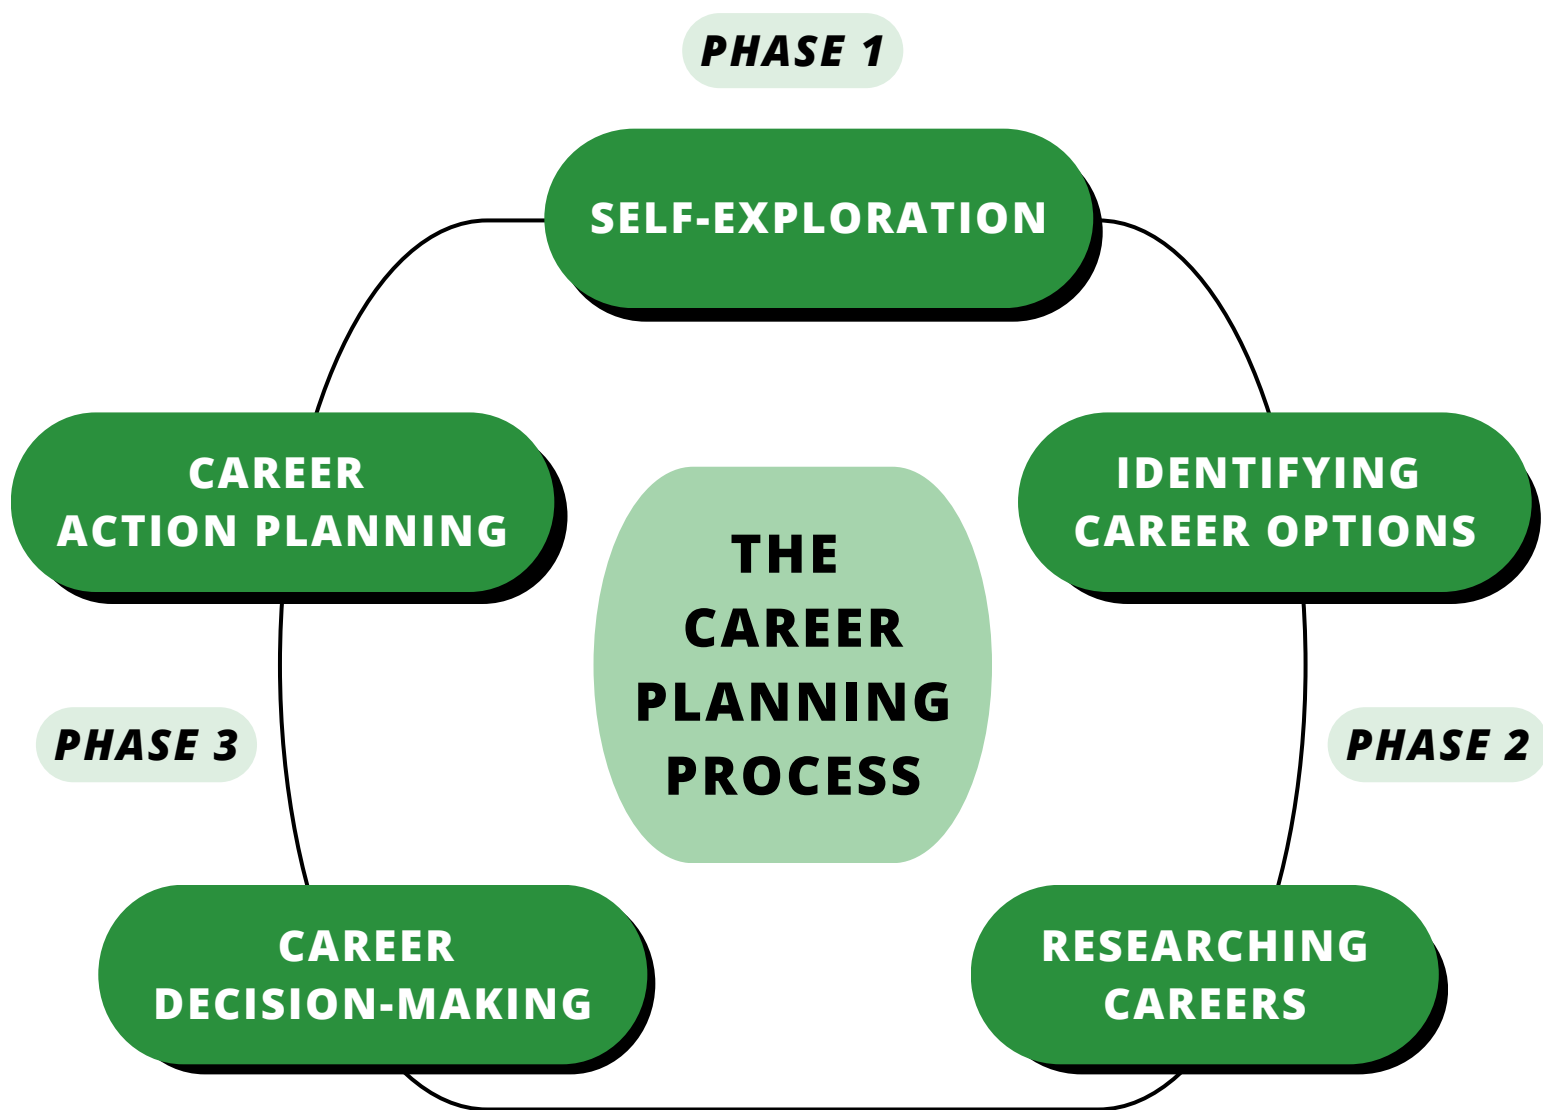 PHASE 1
SELF-EXPLORATION
IDENTIFYING
CAREER OPTIONS
PHASE 2
RESEARCHING
CAREERS
CAREER
DECISION-MAKING
PHASE 3
CAREER
ACTION PLANNING
THE
CAREER
PLANNING
PROCESS